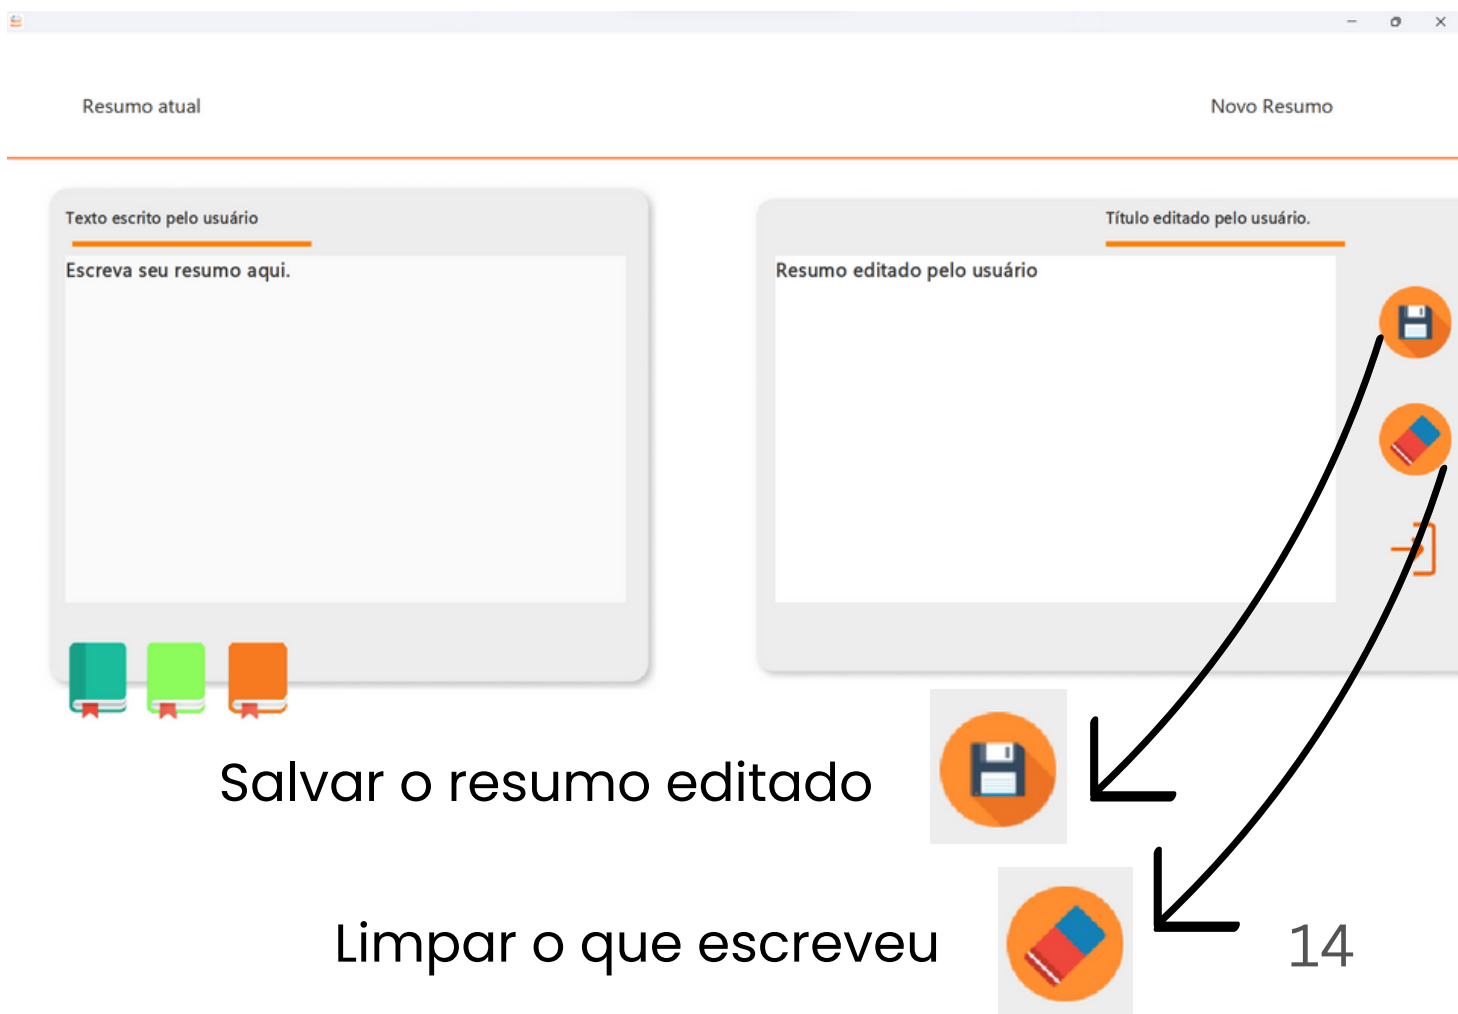 Resumo atual
Novo Resumo
Texto escrito pelo usuário
Título editado pelo usuário.
Escreva seu resumo aqui.
Resumo editado pelo usuário
Salvar o resumo editado
Limpar o que escreveu
14